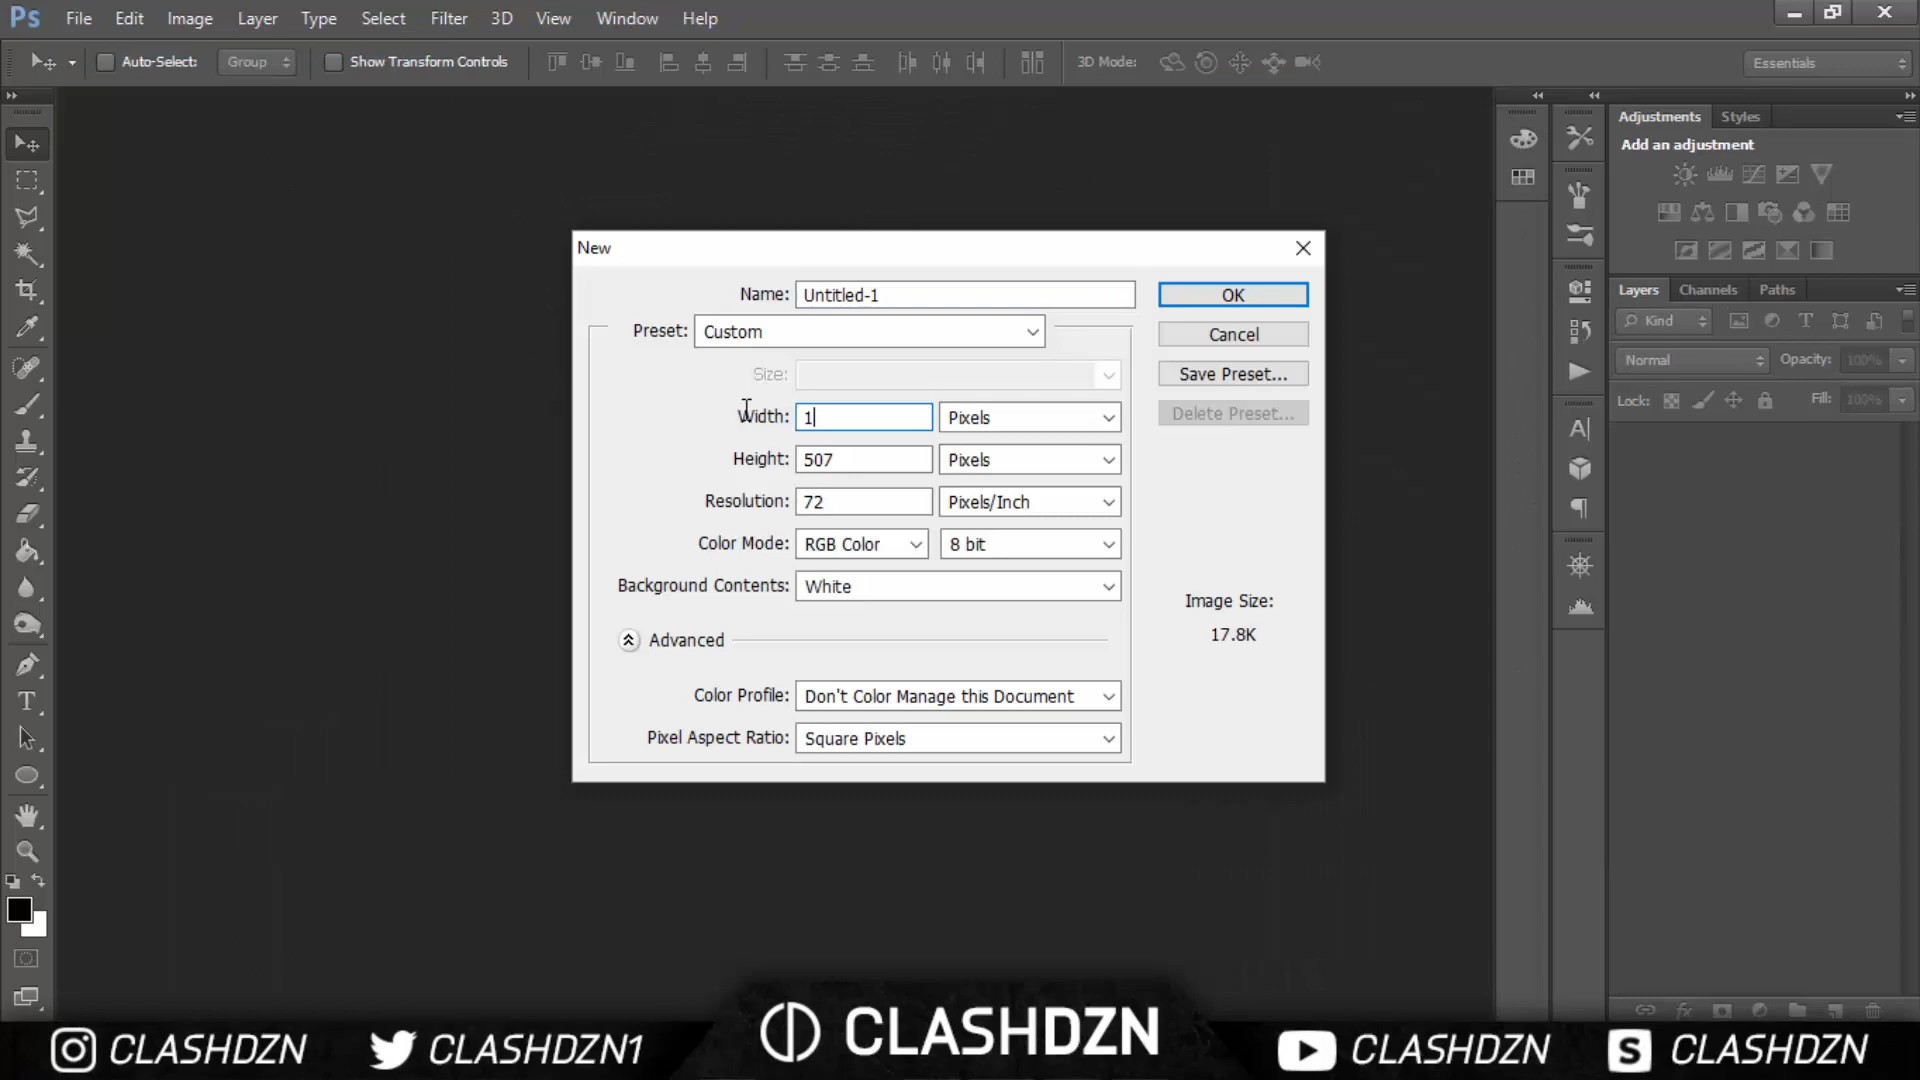 Ps File Edit Image Layer Type Select Filter 3D View Window Help
Auto-Select: Group Show Transform Controls 3D Mode: Essentials
Adjustments Styles
Add an adjustment
New
Name: Untitled-1 OK
Preset: Custom Cancel
Size: Save Preset...
Width: 1 Pixels Delete Preset...
Height: 507 Pixels
Resolution: 72 Pixels/Inch
Color Mode: RGB Color 8 bit
Background Contents: White
Image Size:
17.8K
Advanced
Color Profile: Don't Color Manage this Document
Pixel Aspect Ratio: Square Pixels
Layers Channels Paths
Kind
Normal Opacity: 100%
Lock: Fill: 100%
CLASHDZN CLASHDZN1 CLASHDZN CLASHDZN CLASHDZN